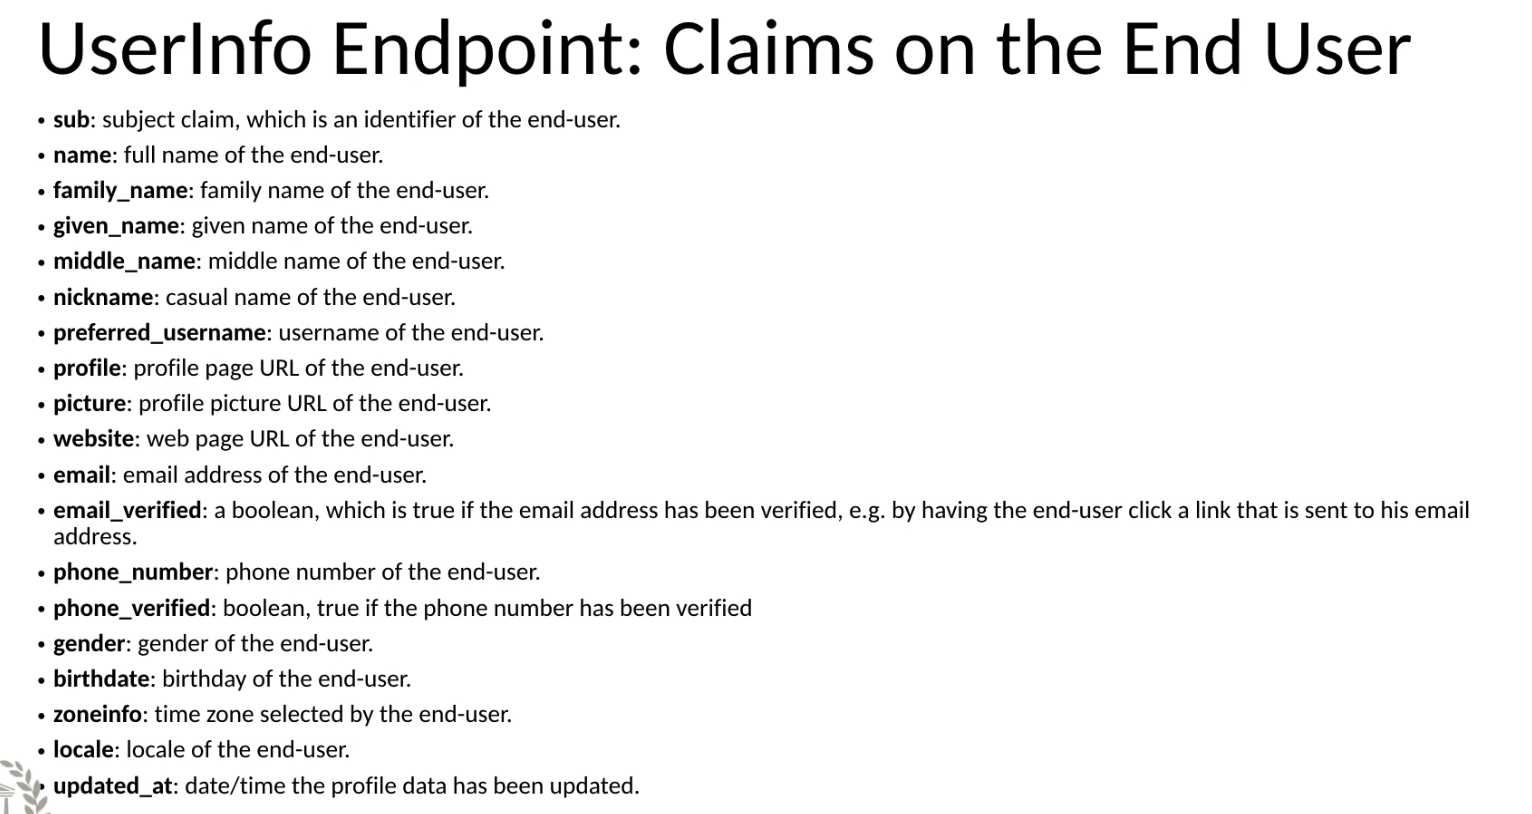 UserInfo Endpoint: Claims on the End User
• sub: subject claim, which is an identifier of the end-user.
• name: full name of the end-user.
• family_name: family name of the end-user.
• given_name: given name of the end-user.
• middle_name: middle name of the end-user.
• nickname: casual name of the end-user.
• preferred_username: username of the end-user.
• profile: profile page URL of the end-user.
• picture: profile picture URL of the end-user.
• website: web page URL of the end-user.
• email: email address of the end-user.
• email_verified: a boolean, which is true if the email address has been verified, e.g. by having the end-user click a link that is sent to his email
address.
• phone_number: phone number of the end-user.
• phone_verified: boolean, true if the phone number has been verified
• gender: gender of the end-user.
• birthdate: birthday of the end-user.
• zoneinfo: time zone selected by the end-user.
• locale: locale of the end-user.
• updated_at: date/time the profile data has been updated.